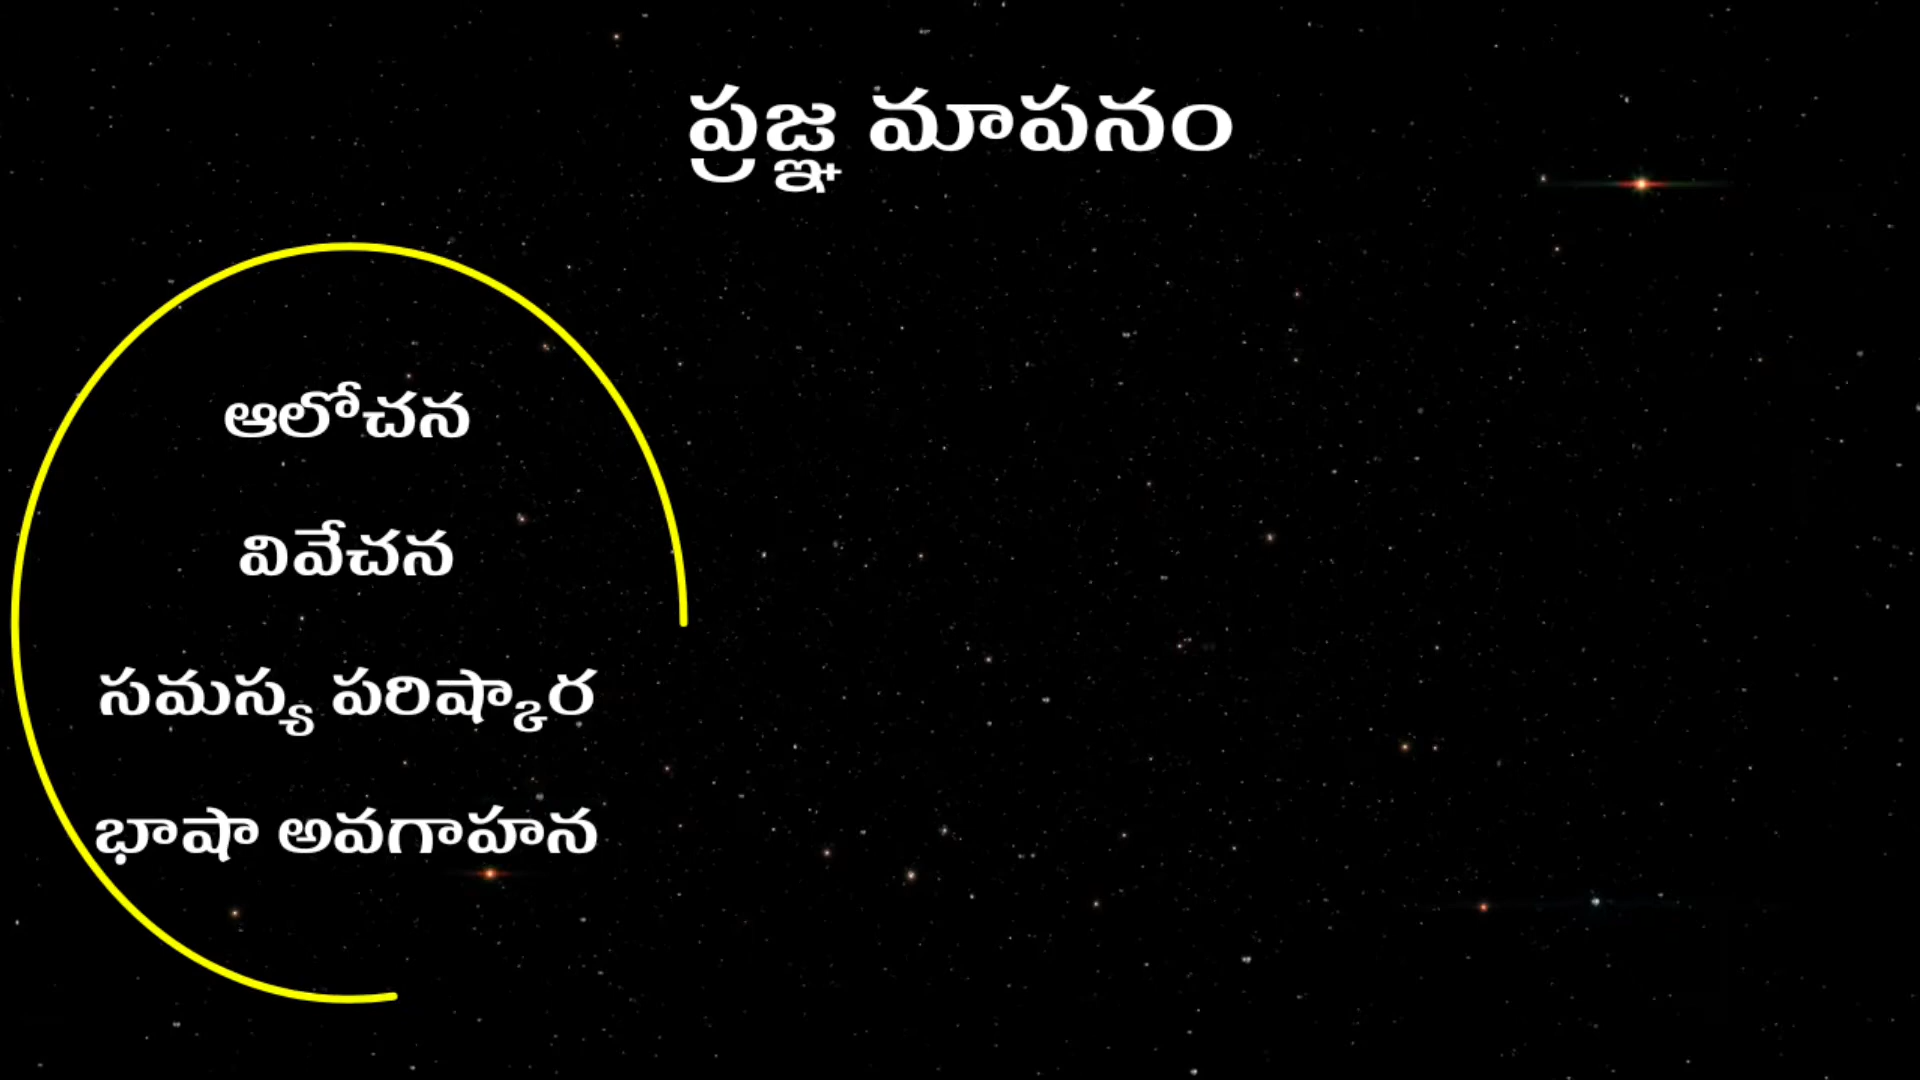 ప్రజ్ఞ మాపనం
ఆలోచన
వివేచన
సమస్య పరిష్కార
భాషా అవగాహన